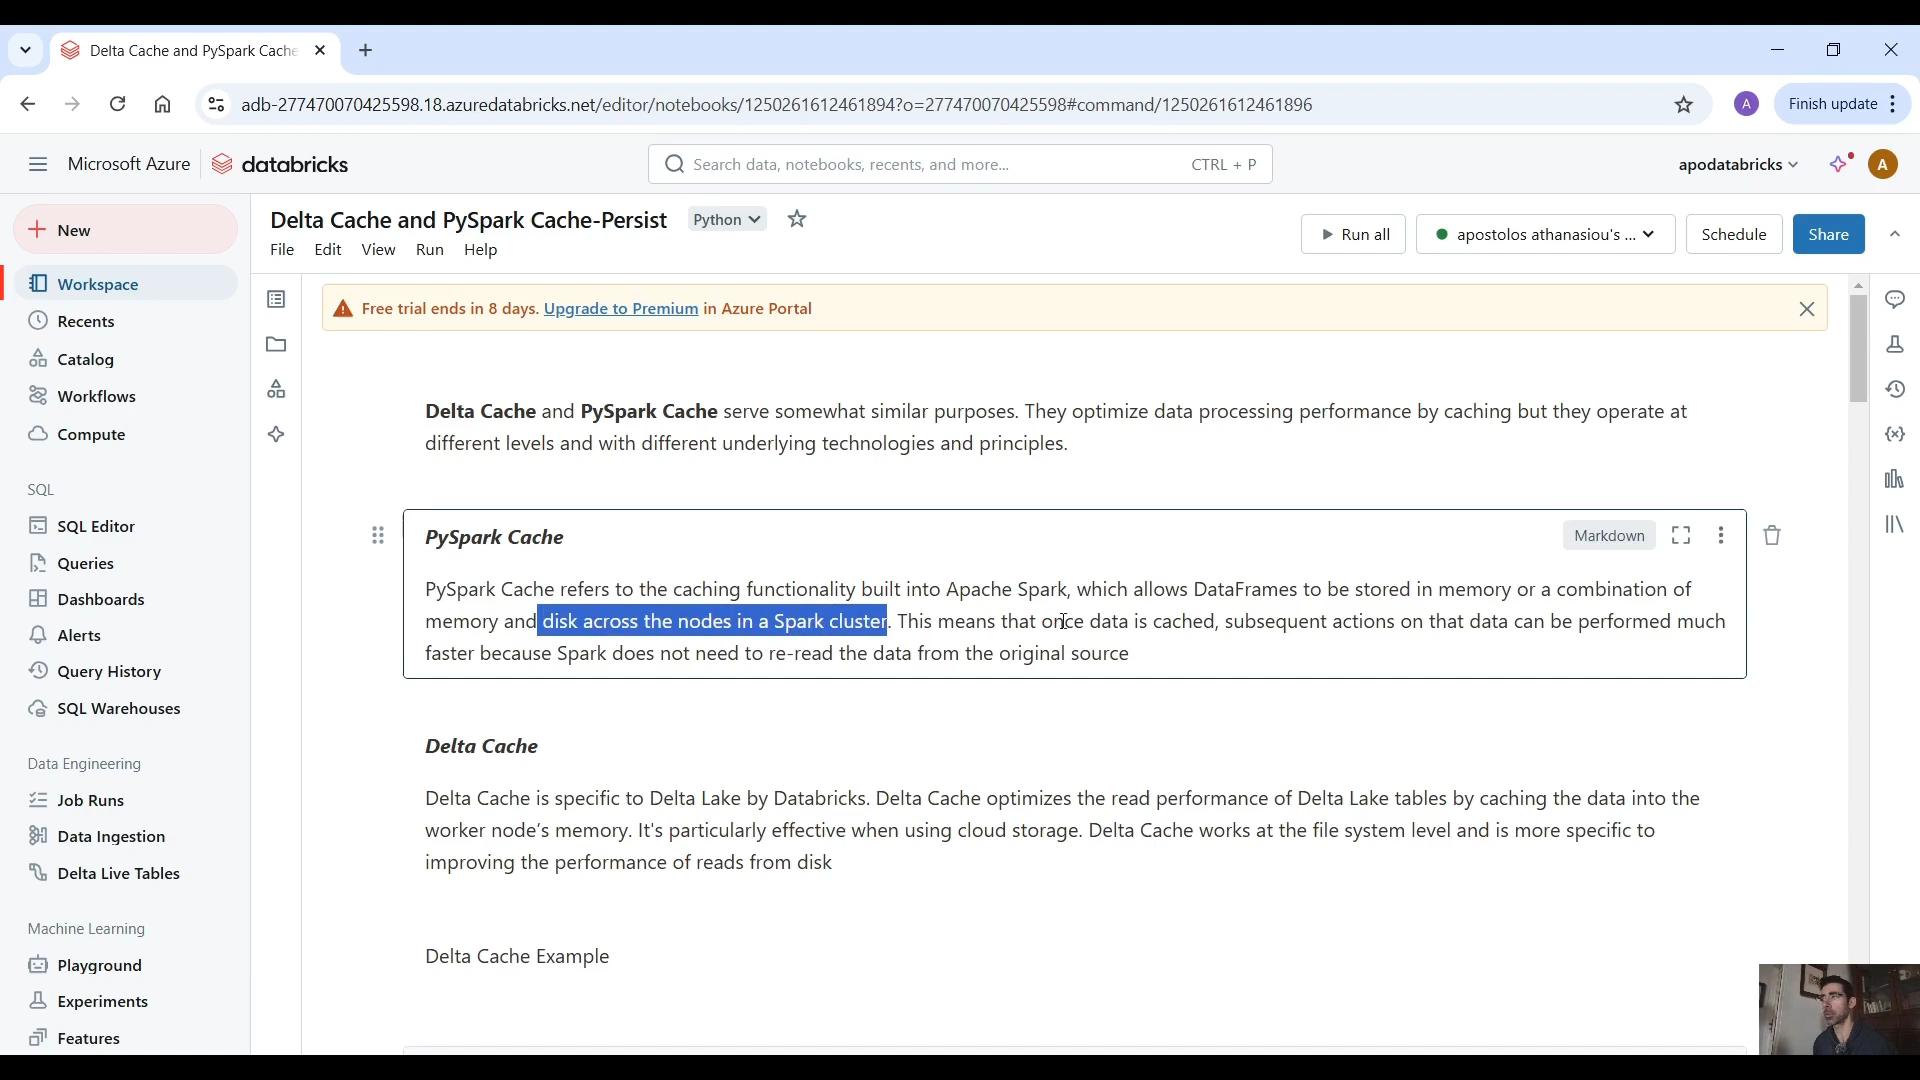 Delta Cache and PySpark Cache
adb-277470070425598.18.azuredatabricks.net/editor/notebooks/1250261612461894?o=277470070425598#command/1250261612461896
A
Finish update
Microsoft Azure
databricks
Search data, notebooks, recents, and more...
CTRL + P
apodatabricks
A
New
Workspace
Recents
Catalog
Workflows
Compute
SQL
SQL Editor
Queries
Dashboards
Alerts
Query History
SQL Warehouses
Data Engineering
Job Runs
Data Ingestion
Delta Live Tables
Machine Learning
Playground
Experiments
Features
Delta Cache and PySpark Cache-Persist
Python
File Edit View Run Help
Run all
apostolos athanasiou's ...
Schedule
Share
Free trial ends in 8 days. Upgrade to Premium in Azure Portal
Delta Cache and PySpark Cache serve somewhat similar purposes. They optimize data processing performance by caching but they operate at
different levels and with different underlying technologies and principles.
PySpark Cache
Markdown
PySpark Cache refers to the caching functionality built into Apache Spark, which allows DataFrames to be stored in memory or a combination of
memory and disk across the nodes in a Spark cluster. This means that once data is cached, subsequent actions on that data can be performed much
faster because Spark does not need to re-read the data from the original source
Delta Cache
Delta Cache is specific to Delta Lake by Databricks. Delta Cache optimizes the read performance of Delta Lake tables by caching the data into the
worker node's memory. It's particularly effective when using cloud storage. Delta Cache works at the file system level and is more specific to
improving the performance of reads from disk
Delta Cache Example